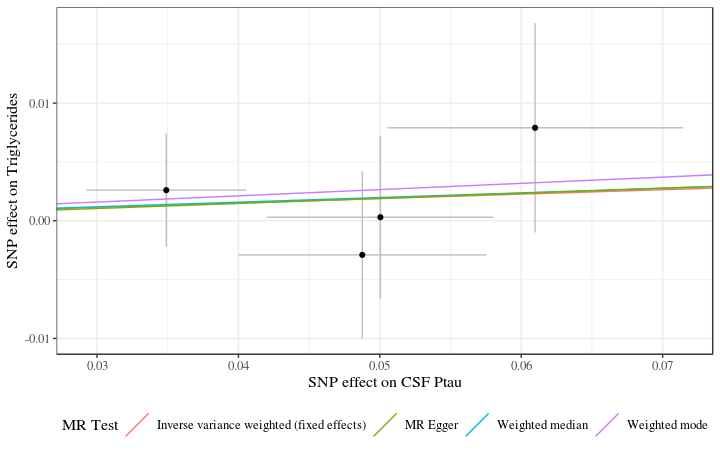 SNP effect on Triglycerides
0.01
0.00
-0.01
0.03 0.04 0.05 0.06 0.07
SNP effect on CSF Ptau
MR Test Inverse variance weighted (fixed effects) MR Egger Weighted median Weighted mode